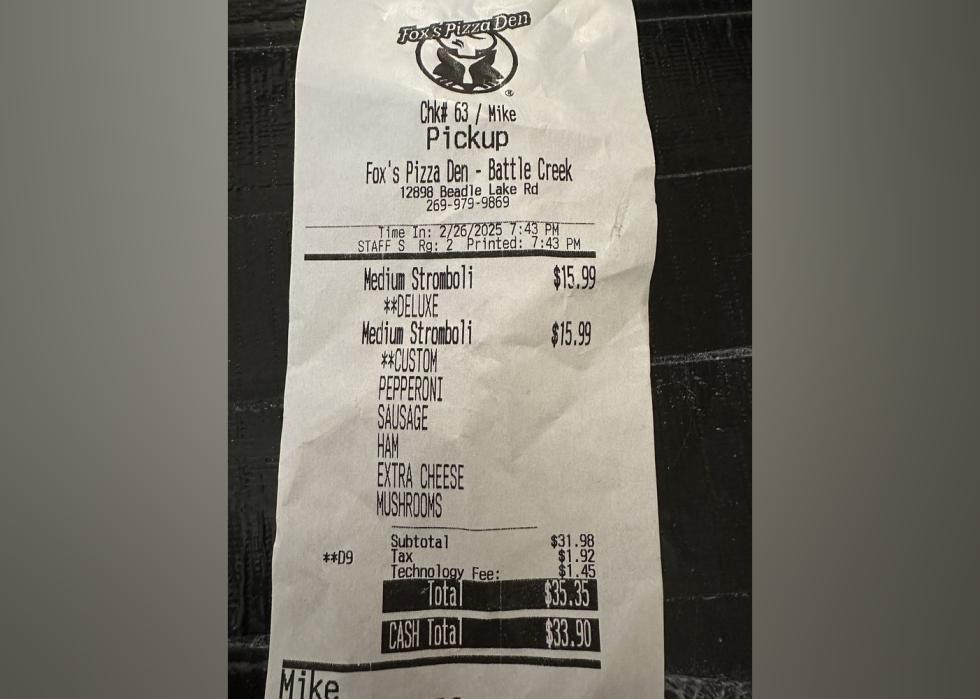 Fox's Pizza Den
®
Chk# 63 / Mike
Pickup
Fox's Pizza Den - Battle Creek
12898 Beadle Lake Rd
269-979-9869
Time In: 2/26/2025 7:43 PM
STAFF S Rg: 2 Printed: 7:43 PM
Medium Stromboli $15.99
**DELUXE
Medium Stromboli $15.99
**CUSTOM
PEPPERONI
SAUSAGE
HAM
EXTRA CHEESE
MUSHROOMS
Subtotal $31.98
**D9 Tax $1.92
Technology Fee: $1.45
Total $35.35
CASH Total $33.90
Mike